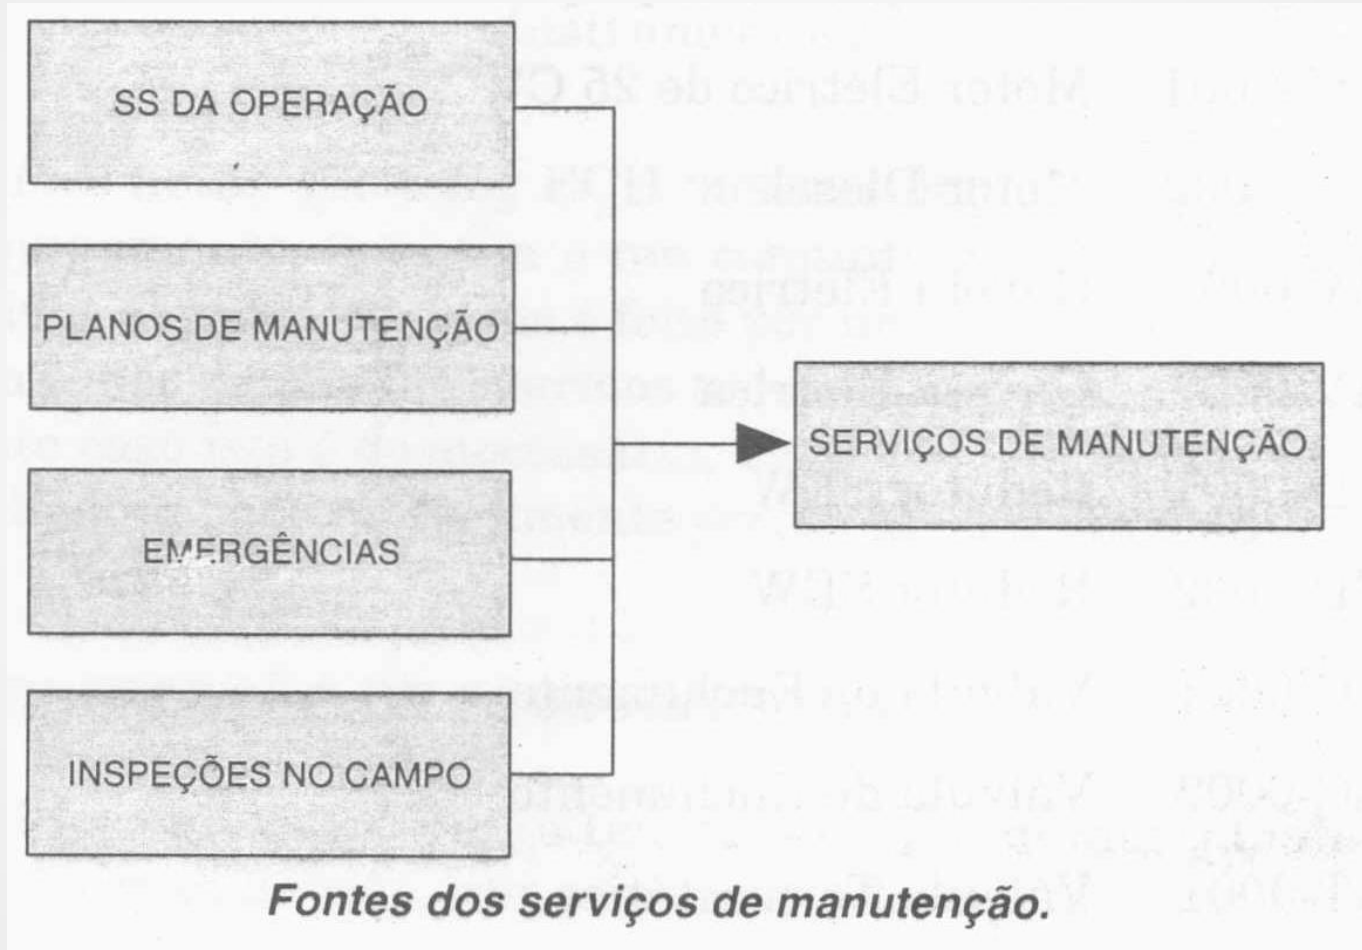 SS DA OPERAÇÃO
PLANOS DE MANUTENÇÃO
SERVIÇOS DE MANUTENÇÃO
EMERGÊNCIAS
INSPEÇÕES NO CAMPO
Fontes dos serviços de manutenção.